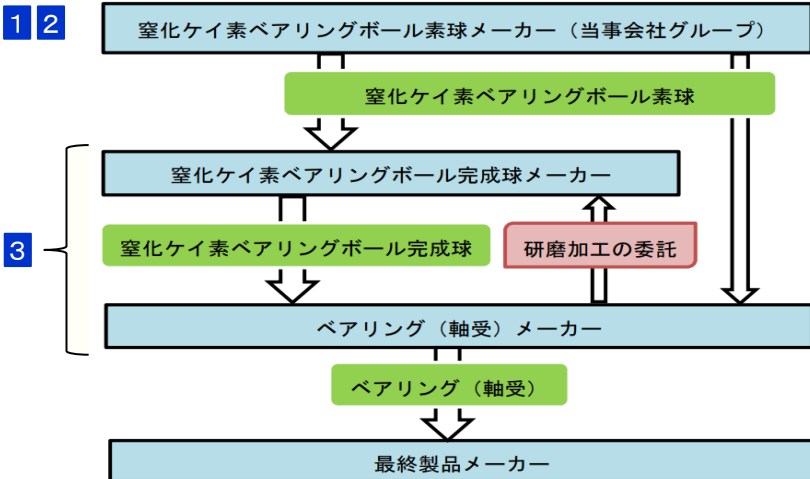 1 2
窒化ケイ素ベアリングボール素球メーカー(当事会社グループ)
窒化ケイ素ベアリングボール素球
窒化ケイ素ベアリングボール完成球メーカー
3
窒化ケイ素ベアリングボール完成球
研磨加工の委託
ベアリング(軸受)メーカー
ベアリング(軸受)
最終製品メーカー